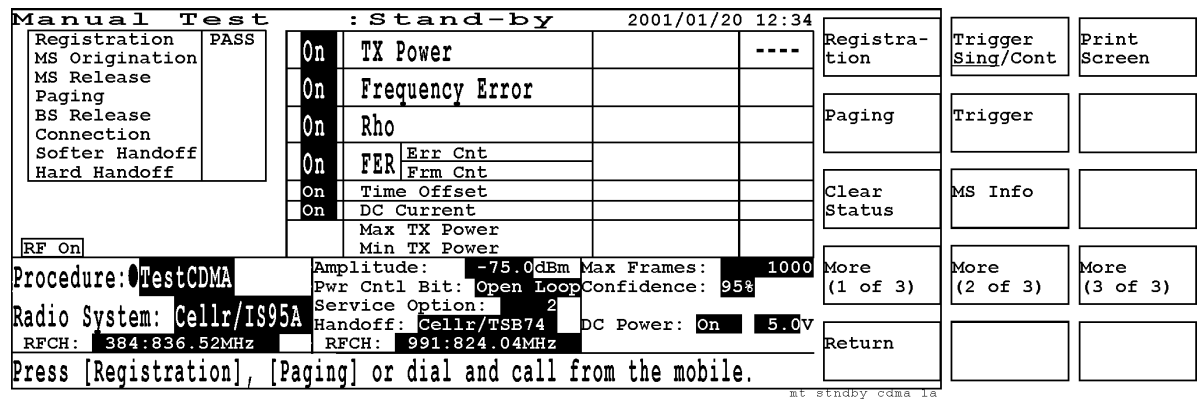 Manual Test :Stand-by 2001/01/20 12:34
Registration PASS
MS Origination
MS Release
Paging
BS Release
Connection
Softer Handoff
Hard Handoff
RF On
On TX Power ----
On Frequency Error
On Rho
On FER Err Cnt
Frm Cnt
On Time Offset
On DC Current
Max TX Power
Min TX Power
Procedure: TestCDMA
Radio System: Cellr/IS95A
RFCH: 384:836.52MHz
Amplitude: -75.0dBm Max Frames: 1000
Pwr Cntl Bit: Open Loop Confidence: 95%
Service Option: 2
Handoff: Cellr/TSB74 DC Power: On 5.0V
RFCH: 991:824.04MHz
Press [Registration], [Paging] or dial and call from the mobile.
Registra-
tion
Paging
Clear
Status
More
(1 of 3)
Return
Trigger
Sing/Cont
Trigger
MS Info
More
(2 of 3)
Print
Screen
More
(3 of 3)
mt stndby cdma la